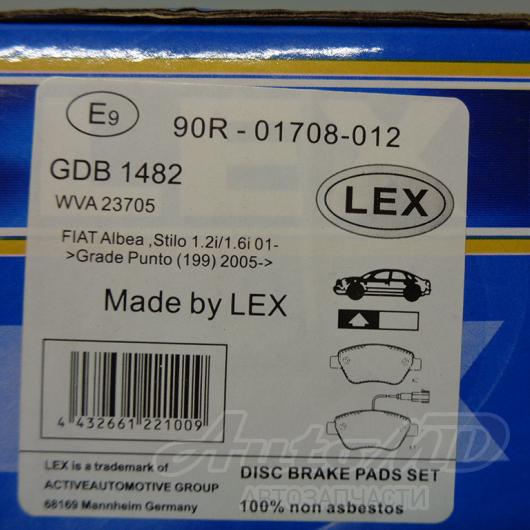 E9
90R - 01708-012
GDB 1482
WVA 23705
LEX
FIAT Albea ,Stilo 1.2i/1.6i 01-
>Grade Punto (199) 2005->
Made by LEX
4 432661 221009
LEX is a trademark of
ACTIVEAUTOMOTIVE GROUP
68169 Mannheim Germany
DISC BRAKE PADS SET
100% non asbestos
AutoMD
АВТОЗАПЧАСТИ
LEX